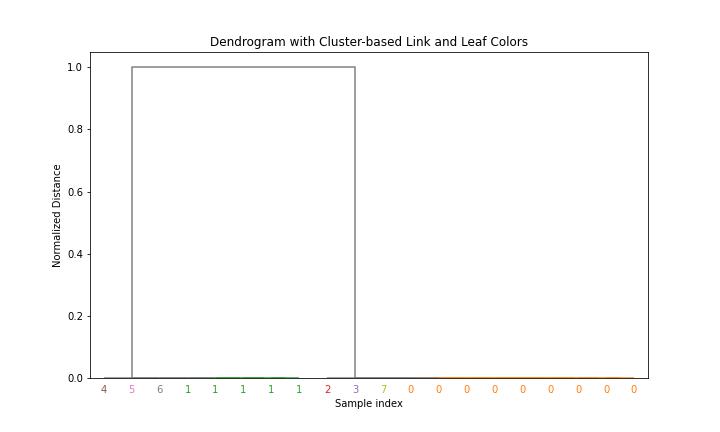 Dendrogram with Cluster-based Link and Leaf Colors
1.0
0.8
0.6
0.4
0.2
0.0
Normalized Distance
4 5 6 1 1 1 1 1 2 3 7 0 0 0 0 0 0 0 0 0
Sample index